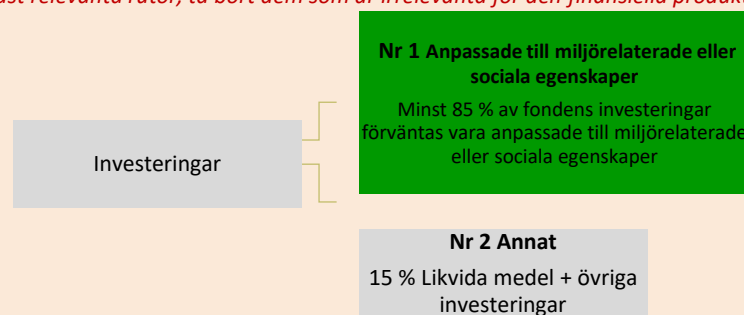 ast relevanta rutor, ta bort dem som är irrelevanta för den finansiella produkt
Nr 1 Anpassade till miljörelaterade eller
sociala egenskaper
Minst 85 % av fondens investeringar
förväntas vara anpassade till miljörelaterade
eller sociala egenskaper
Investeringar
Nr 2 Annat
15 % Likvida medel + övriga
investeringar